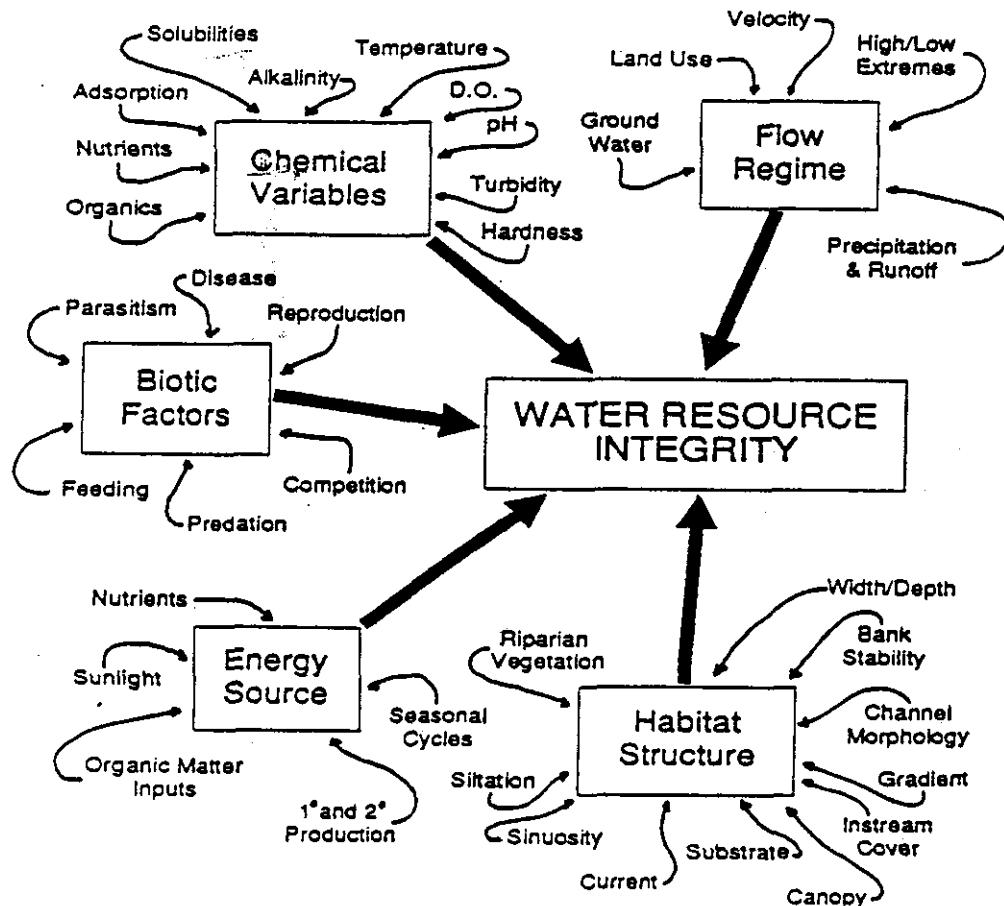 Solubilities
Alkalinity
Temperature
Adsorption
D.O.
Nutrients
pH
Organics
Turbidity
Hardness
Chemical
Variables
Velocity
Land Use
High/Low
Extremes
Ground
Water
Flow
Regime
Precipitation
& Runoff
Disease
Parasitism
Reproduction
Biotic
Factors
Feeding
Predation
Competition
WATER RESOURCE
INTEGRITY
Nutrients
Sunlight
Energy
Source
Seasonal
Cycles
Organic Matter
Inputs
1° and 2°
Production
Width/Depth
Riparian
Vegetation
Bank
Stability
Habitat
Structure
Channel
Morphology
Siltation
Gradient
Sinuosity
Instream
Cover
Substrate
Current
Canopy